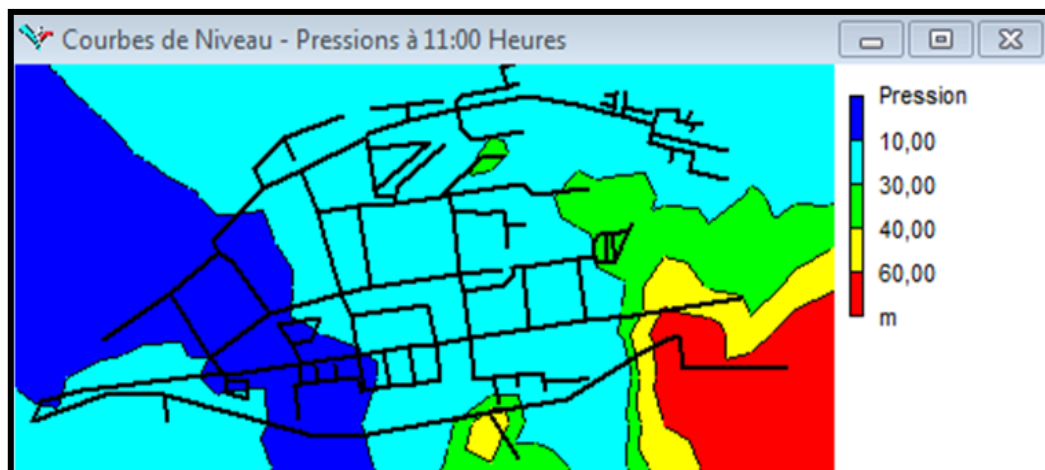 Courbes de Niveau - Pressions à 11:00 Heures
Pression
10,00
30,00
40,00
60,00
m